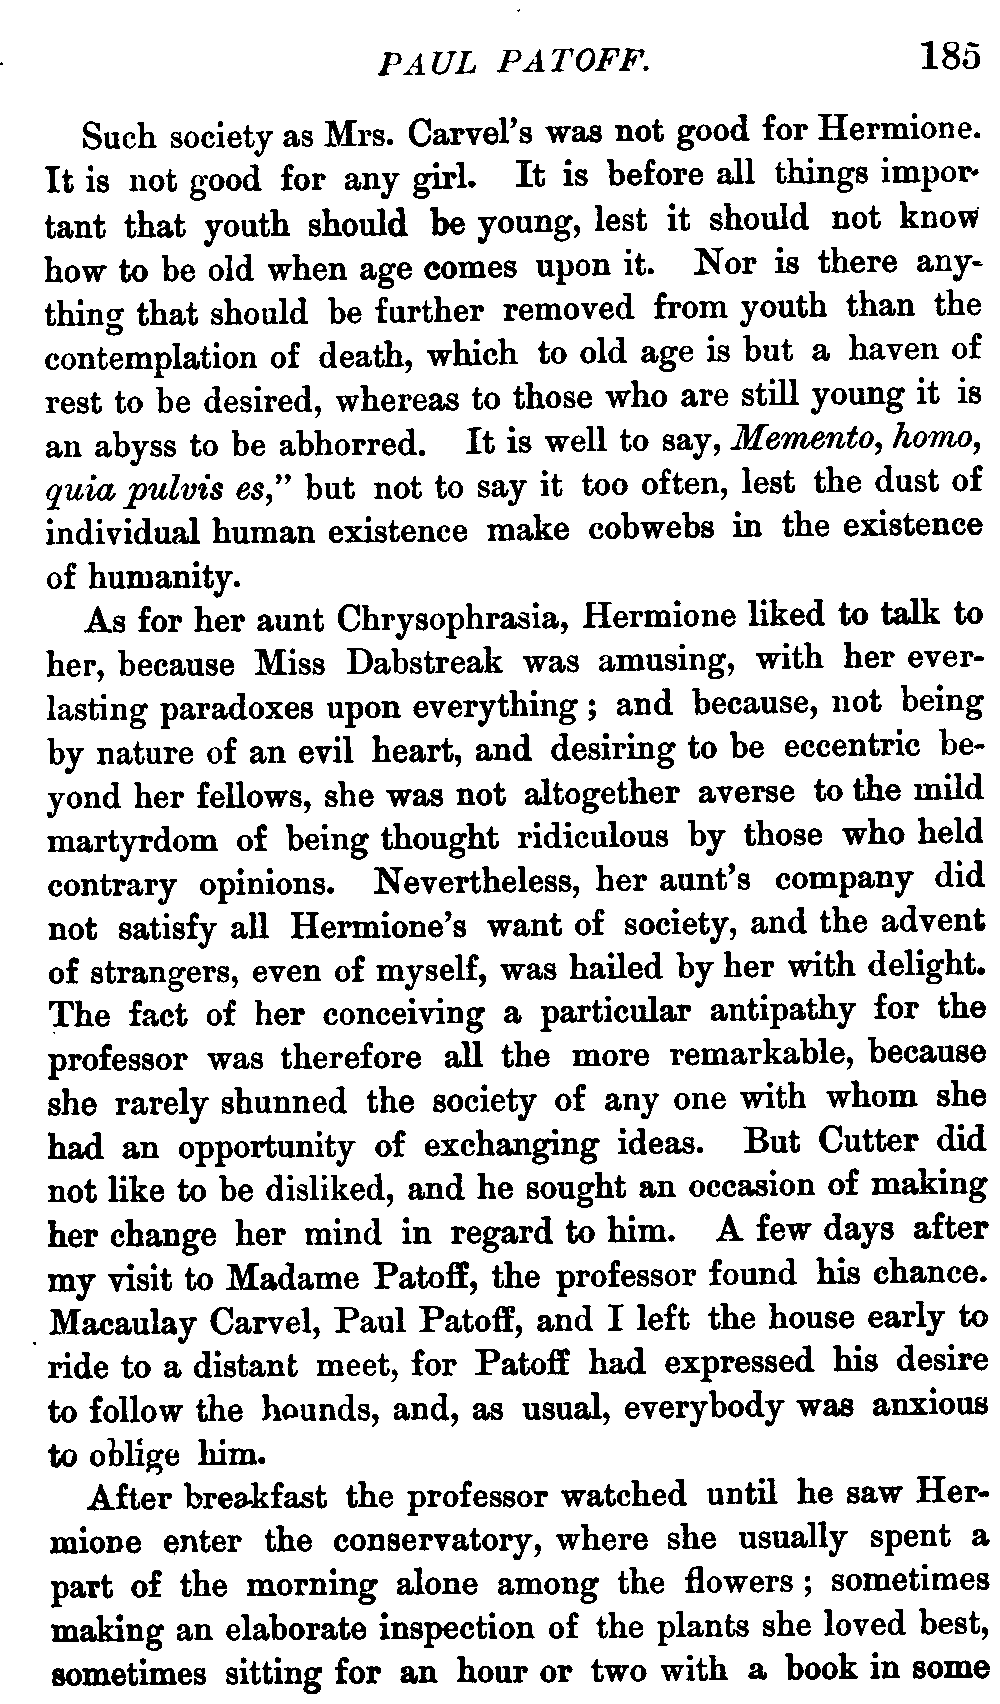 PAUL PATOFF. 185
Such society as Mrs. Carvel's was not good for Hermione.
It is not good for any girl. It is before all things impor-
tant that youth should be young, lest it should not know
how to be old when age comes upon it. Nor is there any-
thing that should be further removed from youth than the
contemplation of death, which to old age is but a haven of
rest to be desired, whereas to those who are still young it is
an abyss to be abhorred. It is well to say, Memento, homo,
quia pulvis es," but not to say it too often, lest the dust of
individual human existence make cobwebs in the existence
of humanity.
As for her aunt Chrysophrasia, Hermione liked to talk to
her, because Miss Dabstreak was amusing, with her ever-
lasting paradoxes upon everything; and because, not being
by nature of an evil heart, and desiring to be eccentric be-
yond her fellows, she was not altogether averse to the mild
martyrdom of being thought ridiculous by those who held
contrary opinions. Nevertheless, her aunt's company did
not satisfy all Hermione's want of society, and the advent
of strangers, even of myself, was hailed by her with delight.
The fact of her conceiving a particular antipathy for the
professor was therefore all the more remarkable, because
she rarely shunned the society of any one with whom she
had an opportunity of exchanging ideas. But Cutter did
not like to be disliked, and he sought an occasion of making
her change her mind in regard to him. A few days after
my visit to Madame Patoff, the professor found his chance.
Macaulay Carvel, Paul Patoff, and I left the house early to
ride to a distant meet, for Patoff had expressed his desire
to follow the hounds, and, as usual, everybody was anxious
to oblige him.
After breakfast the professor watched until he saw Her-
mione enter the conservatory, where she usually spent a
part of the morning alone among the flowers; sometimes
making an elaborate inspection of the plants she loved best,
sometimes sitting for an hour or two with a book in some